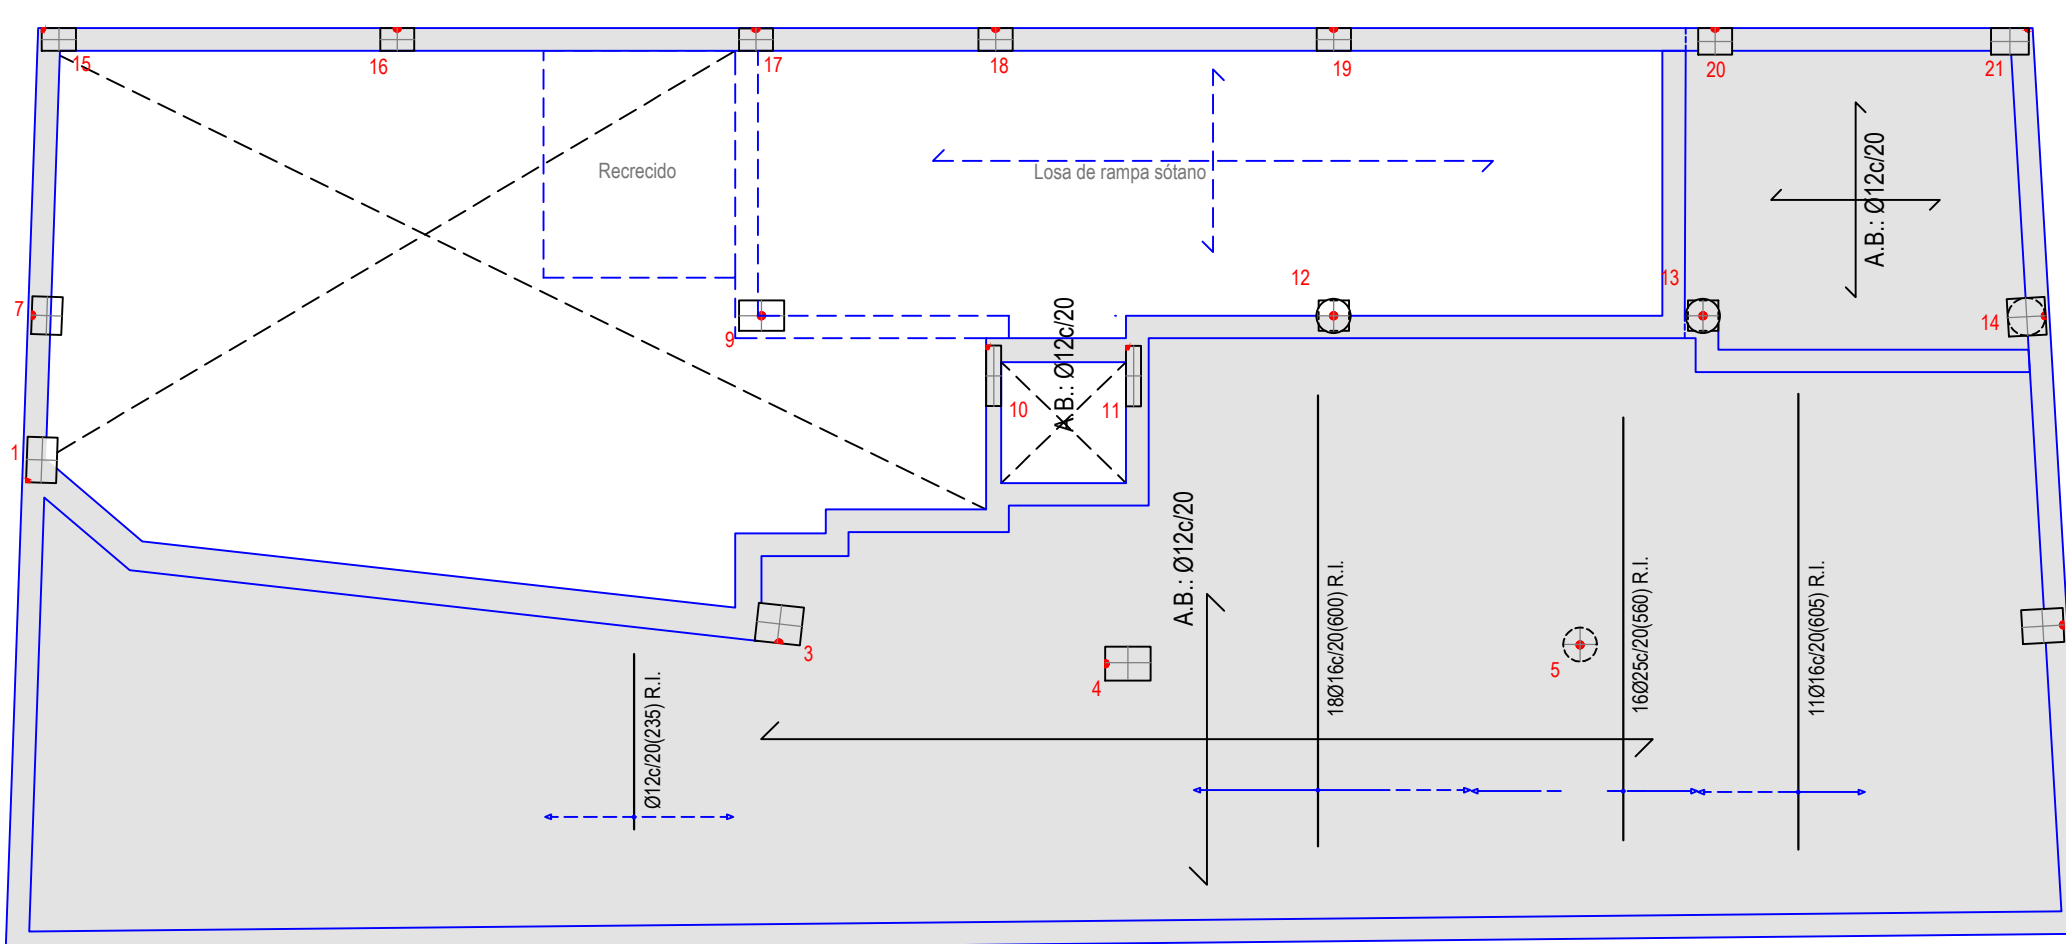 15
16
17
18
19
20
21
Recrecido
Losa de rampa sótano
A.B.: Ø12c/20
7
9
12
13
14
A.B.: Ø12c/20
10
11
1
A.B.: Ø12c/20
3
4
5
Ø12c/20(235) R.I.
18Ø16c/20(600) R.I.
16Ø25c/20(560) R.I.
11Ø16c/20(605) R.I.